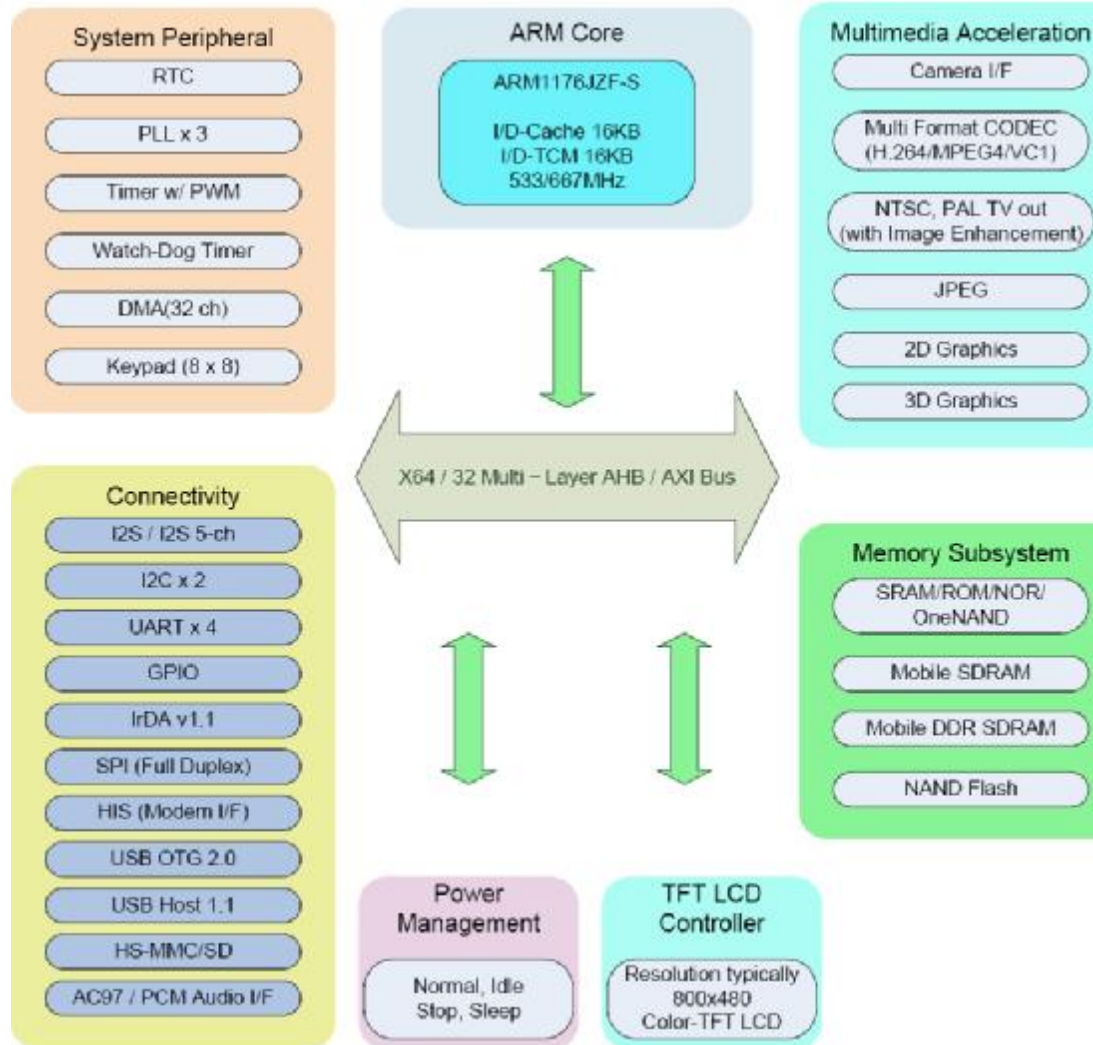 System Peripheral
RTC
PLL x 3
Timer w/ PWM
Watch-Dog Timer
DMA(32 ch)
Keypad (8 x 8)
ARM Core
ARM1176JZF-S
I/D-Cache 16KB
I/D-TCM 16KB
533/667MHz
Multimedia Acceleration
Camera I/F
Multi Format CODEC
(H.264/MPEG4/VC1)
NTSC, PAL TV out
(with Image Enhancement)
JPEG
2D Graphics
3D Graphics
X64 / 32 Multi – Layer AHB / AXI Bus
Connectivity
I2S / I2S 5-ch
I2C x 2
UART x 4
GPIO
IrDA v1.1
SPI (Full Duplex)
HIS (Modem I/F)
USB OTG 2.0
USB Host 1.1
HS-MMC/SD
AC97 / PCM Audio I/F
Memory Subsystem
SRAM/ROM/NOR/
OneNAND
Mobile SDRAM
Mobile DDR SDRAM
NAND Flash
Power
Management
Normal, Idle
Stop, Sleep
TFT LCD
Controller
Resolution typically
800x480
Color-TFT LCD